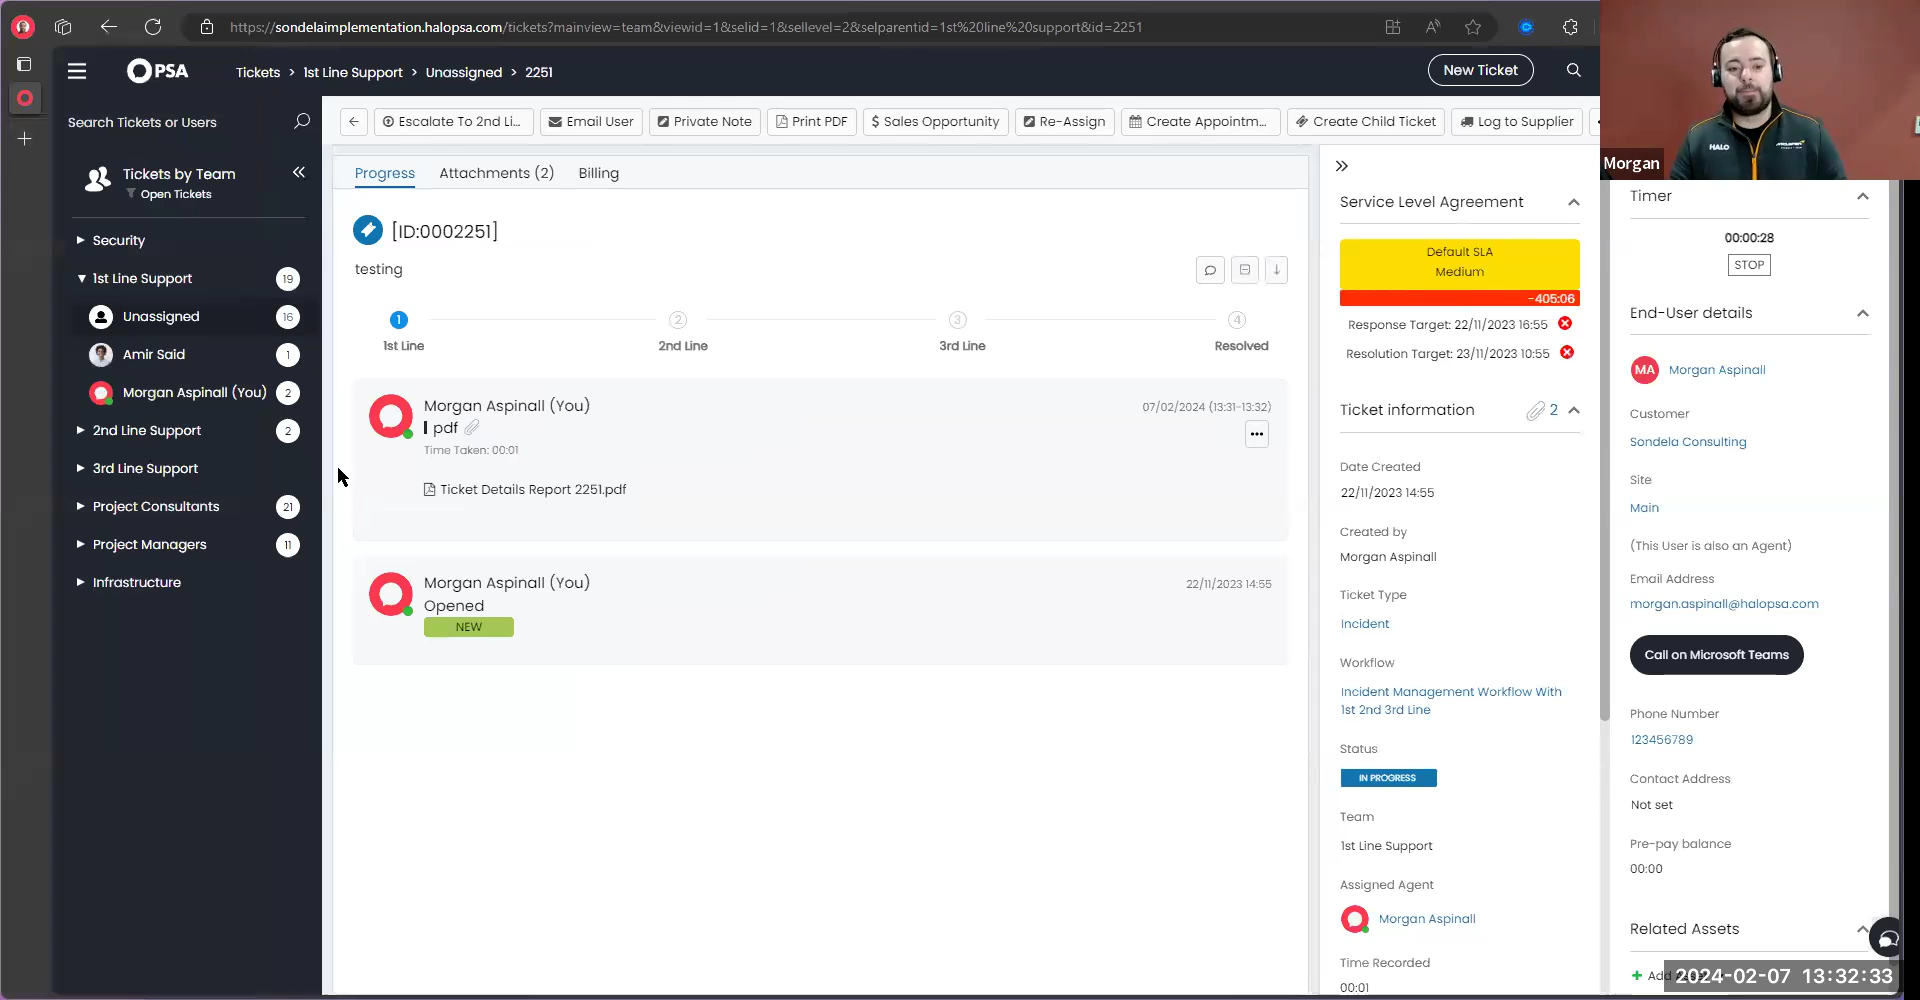 https://sondelaimplementation.halopsa.com/tickets?mainview=team&viewid=1&selid=1&sellevel=2&selparentid=1st%20line%20support&id=2251
PSA
Tickets > 1st Line Support > Unassigned > 2251
New Ticket
Search Tickets or Users
Tickets by Team
Open Tickets
Security
1st Line Support 19
Unassigned 16
Amir Said 1
Morgan Aspinall (You) 2
2nd Line Support 2
3rd Line Support
Project Consultants 21
Project Managers 11
Infrastructure
Escalate To 2nd Li...
Email User
Private Note
Print PDF
$ Sales Opportunity
Re-Assign
Create Appointm...
Create Child Ticket
Log to Supplier
Progress
Attachments (2)
Billing
[ID:0002251]
testing
1 2 3 4
1st Line 2nd Line 3rd Line Resolved
Morgan Aspinall (You)
07/02/2024 (13:31-13:32)
pdf
Time Taken: 00:01
Ticket Details Report 2251.pdf
Morgan Aspinall (You)
22/11/2023 14:55
Opened
NEW
Service Level Agreement
Default SLA
Medium
-405:06
Response Target: 22/11/2023 16:55
Resolution Target: 23/11/2023 10:55
Ticket information 2
Date Created
22/11/2023 14:55
Created by
Morgan Aspinall
Ticket Type
Incident
Workflow
Incident Management Workflow With
1st 2nd 3rd Line
Status
IN PROGRESS
Team
1st Line Support
Assigned Agent
Morgan Aspinall
Time Recorded
00:01
HALO
Morgan
Timer
00:00:28
STOP
End-User details
MA Morgan Aspinall
Customer
Sondela Consulting
Site
Main
(This User is also an Agent)
Email Address
morgan.aspinall@halopsa.com
Call on Microsoft Teams
Phone Number
123456789
Contact Address
Not set
Pre-pay balance
00:00
Related Assets
Add
2024-02-07 13:32:33